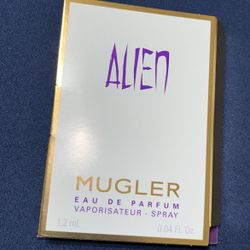 ALIEN
MUGLER
EAU DE PARFUM
VAPORISATEUR - SPRAY
1.2 mL 0.04 Fl. Oz